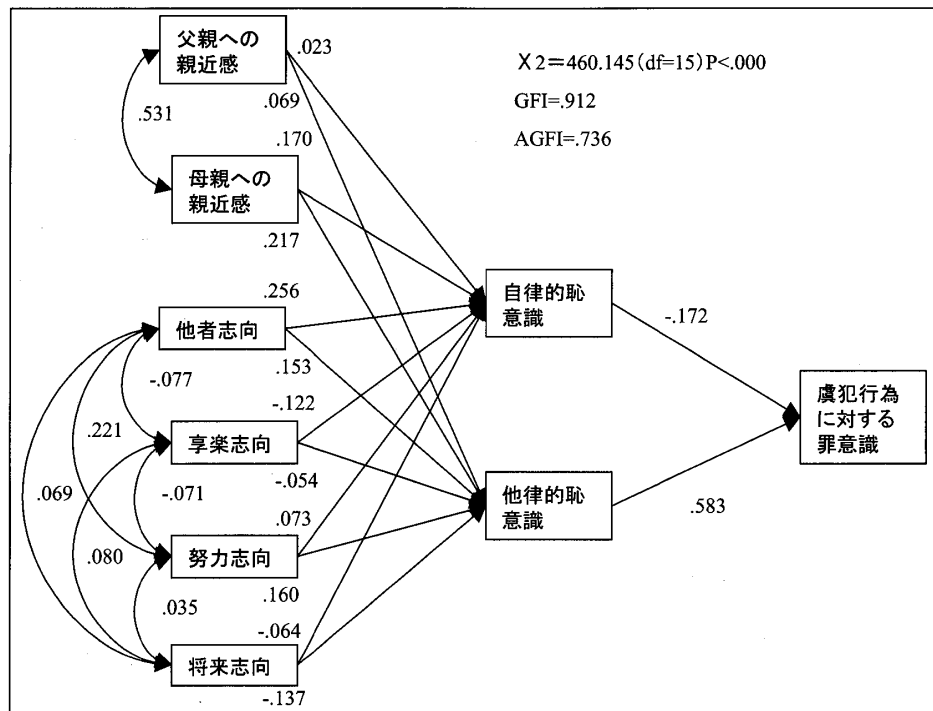 父親への
親近感
.023
Χ2=460.145(df=15)P<.000
.069
GFI=.912
.531
.170
AGFI=.736
母親への
親近感
.217
.256
自律的恥
意識
他者志向
-.172
.153
-.077
-.122
虞犯行為
に対する
罪意識
.221
享楽志向
.069
-.071
-.054
他律的恥
意識
.073
.583
.080
努力志向
.035
.160
-.064
将来志向
-.137